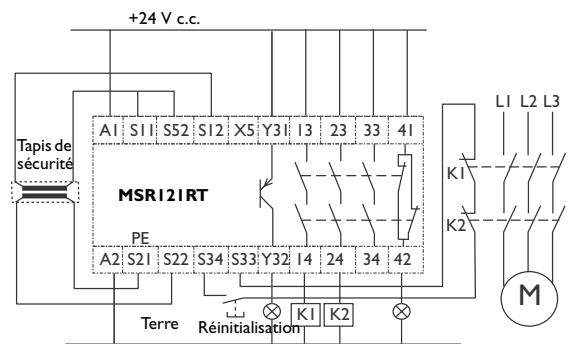 +24 V c.c.
L1 L2 L3
A1 S11 S52 S12 X5 Y31 13 23 33 41
Tapis de
sécurité
K1
MSR121RT
K2
PE
A2 S21 S22 S34 S33 Y32 14 24 34 42
M
K1 K2
Terre Réinitialisation